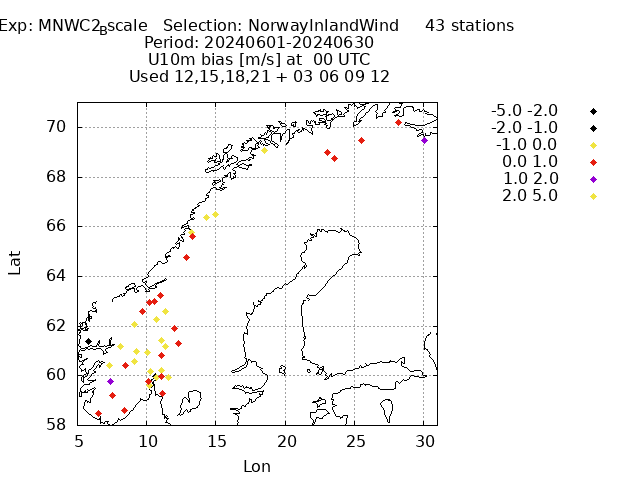 Exp: MNWC2_Bscale   Selection: NorwayInlandWind     43 stations
Period: 20240601-20240630
U10m bias [m/s] at  00 UTC
Used 12,15,18,21 + 03 06 09 12
-5.0 -2.0
-2.0 -1.0
-1.0 0.0
0.0 1.0
1.0 2.0
2.0 5.0
Lat
70
68
66
64
62
60
58
5 10 15 20 25 30
Lon